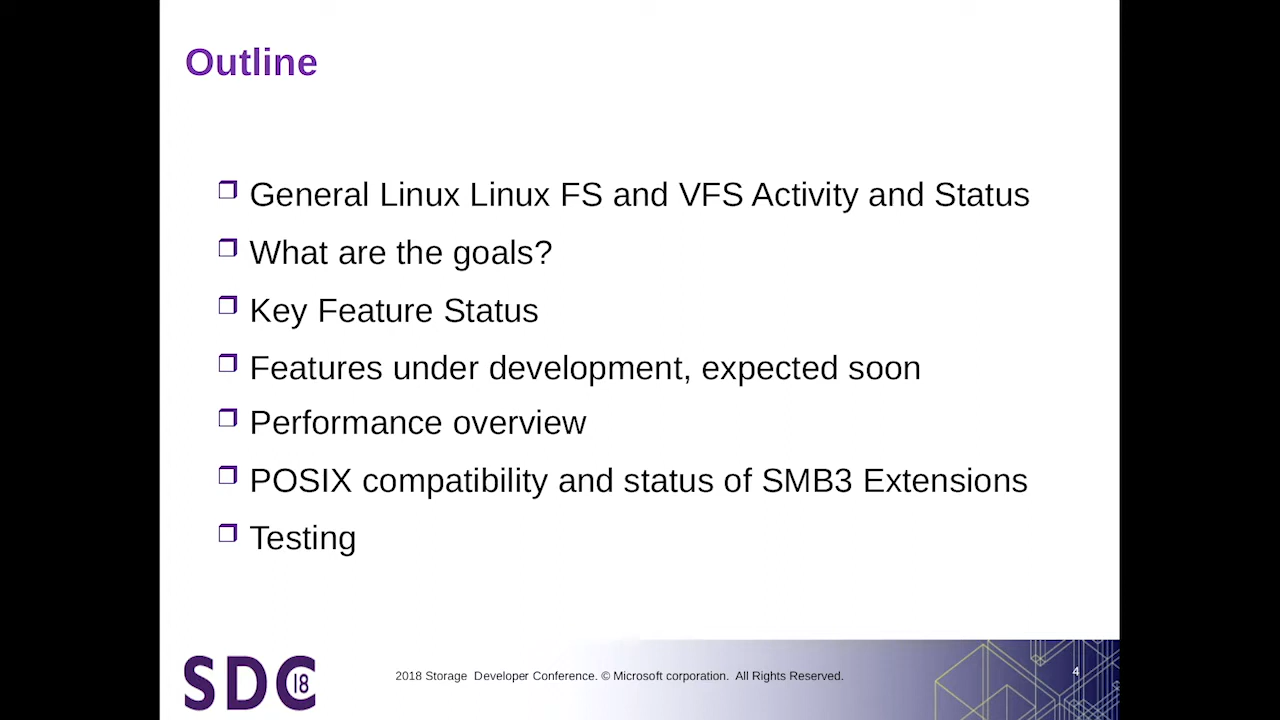 Outline
General Linux Linux FS and VFS Activity and Status
What are the goals?
Key Feature Status
Features under development, expected soon
Performance overview
POSIX compatibility and status of SMB3 Extensions
Testing
SDC 18
2018 Storage Developer Conference. © Microsoft corporation. All Rights Reserved.
4